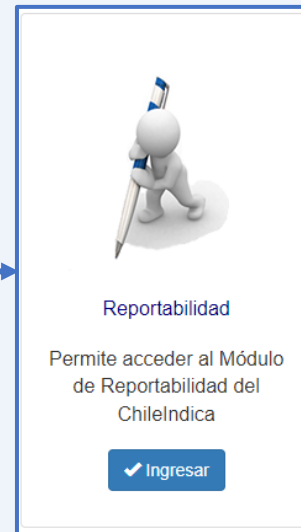 Reportabilidad
Permite acceder al Módulo
de Reportabilidad del
ChileIndica
Ingresar